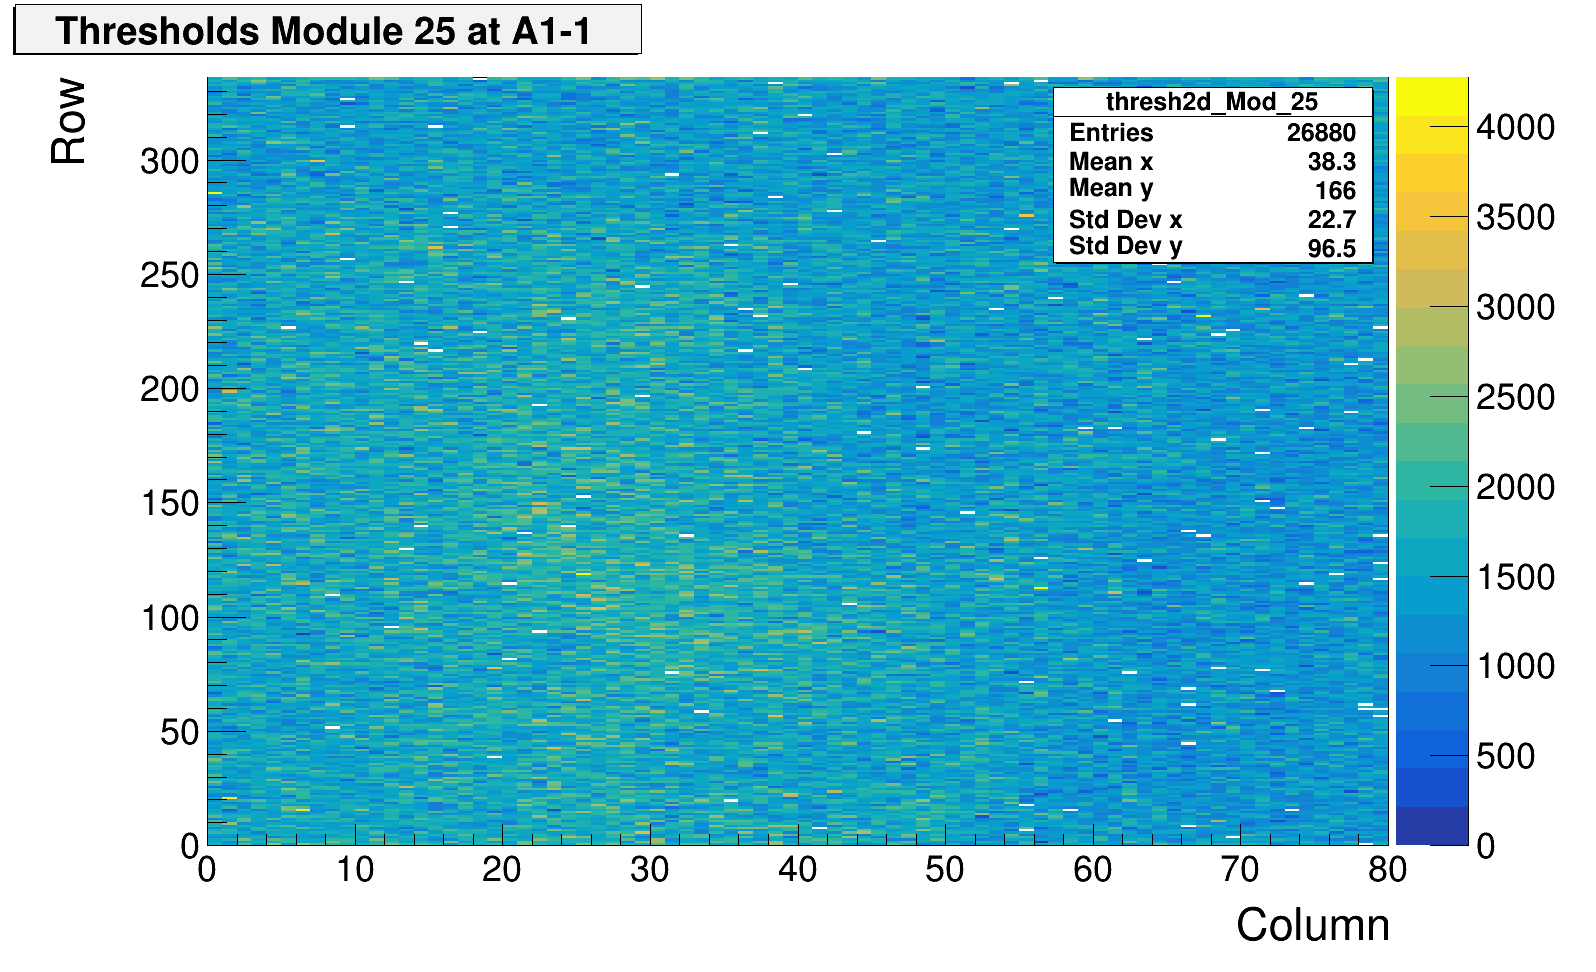 Thresholds Module 25 at A1-1
Row
thresh2d_Mod_25
Entries 26880
Mean x 38.3
Mean y 166
Std Dev x 22.7
Std Dev y 96.5
300
250
200
150
100
50
0
0 10 20 30 40 50 60 70 80
Column
4000
3500
3000
2500
2000
1500
1000
500
0